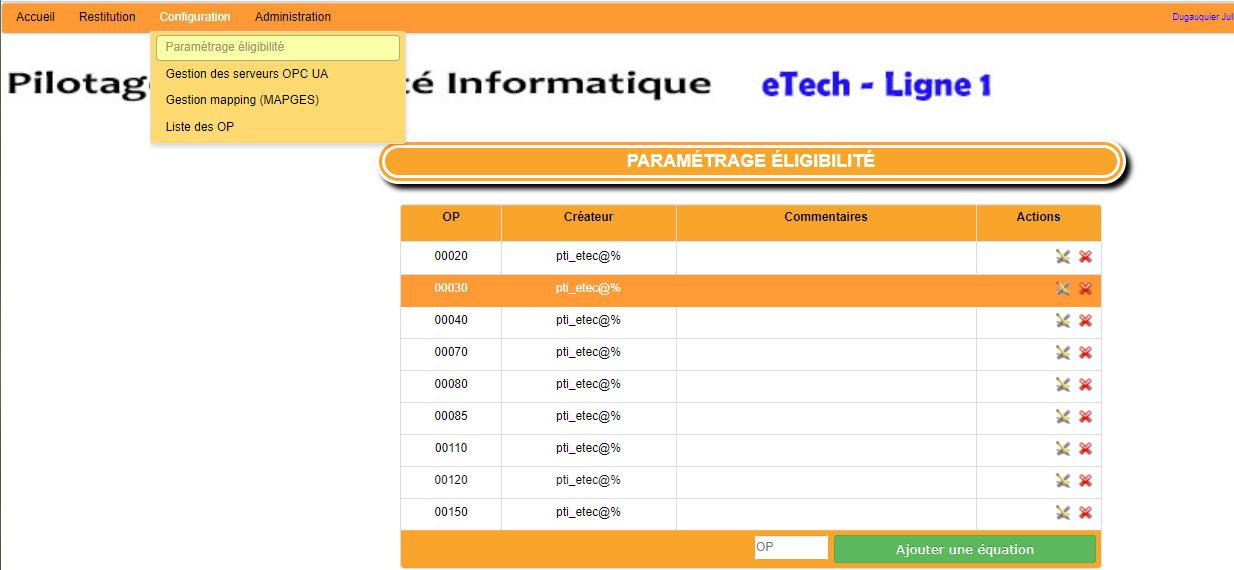 Accueil Restitution Configuration Administration Dugauquier Jul
Paramétrage éligibilité
Gestion des serveurs OPC UA
Gestion mapping (MAPGES)
Liste des OP
Pilotag cé Informatique eTech - Ligne 1
PARAMÉTRAGE ÉLIGIBILITÉ
OP Créateur Commentaires Actions
00020 pti_etec@%
00030 pti_etec@%
00040 pti_etec@%
00070 pti_etec@%
00080 pti_etec@%
00085 pti_etec@%
00110 pti_etec@%
00120 pti_etec@%
00150 pti_etec@%
OP Ajouter une équation